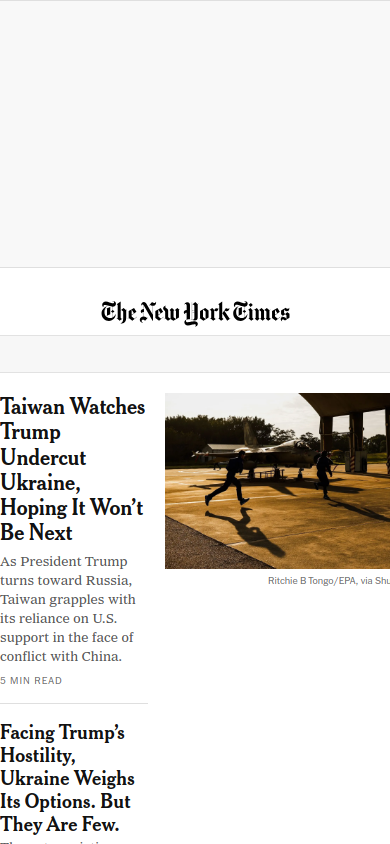 The New York Times
Taiwan Watches
Trump
Undercut
Ukraine,
Hoping It Won’t
Be Next
As President Trump
turns toward Russia,
Taiwan grapples with
its reliance on U.S.
support in the face of
conflict with China.
5 MIN READ
Ritchie B Tongo/EPA, via Shu
Facing Trump’s
Hostility,
Ukraine Weighs
Its Options. But
They Are Few.